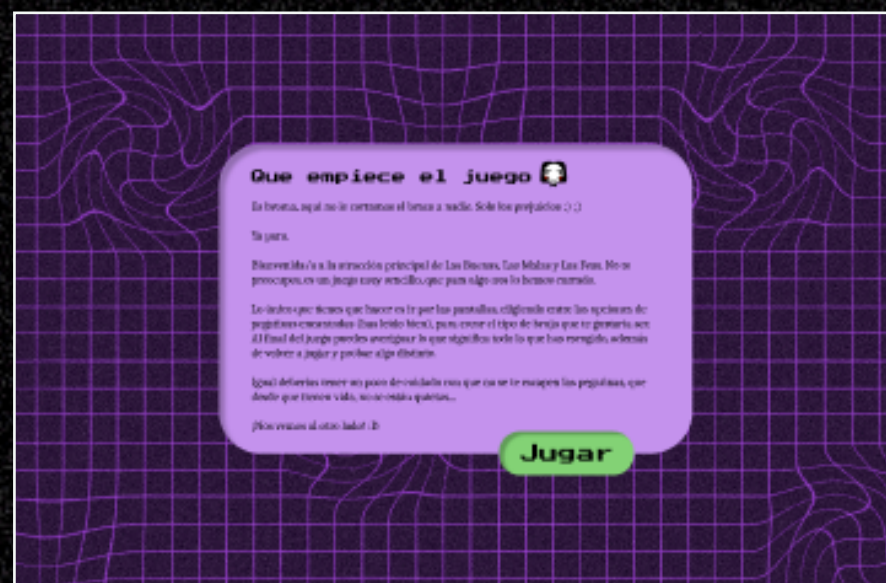 Que empiece el juego
Es broma, aquí no le cortamos el brazo a nadie. Solo los prejuicios ;) ;)
Ya paro.
Bienvenida/o a la atracción principal de Las Buenas, Las Malas y Las Feas. No te
preocupes, es un juego muy sencillo, que para algo nos lo hemos currado.
Lo único que tienes que hacer es ir por las pantallas, eligiendo entre las opciones de
pegatinas encantadas (has leído bien), para crear el tipo de bruja que te gustaría ser.
Al final del juego puedes averiguar lo que significa todo lo que has escogido, además
de volver a jugar y probar algo distinto.
Igual deberías tener un poco de cuidado con que no se te escapen las pegatinas, que
desde que tienen vida, no se están quietas...
¡Nos vemos al otro lado! :D
Jugar